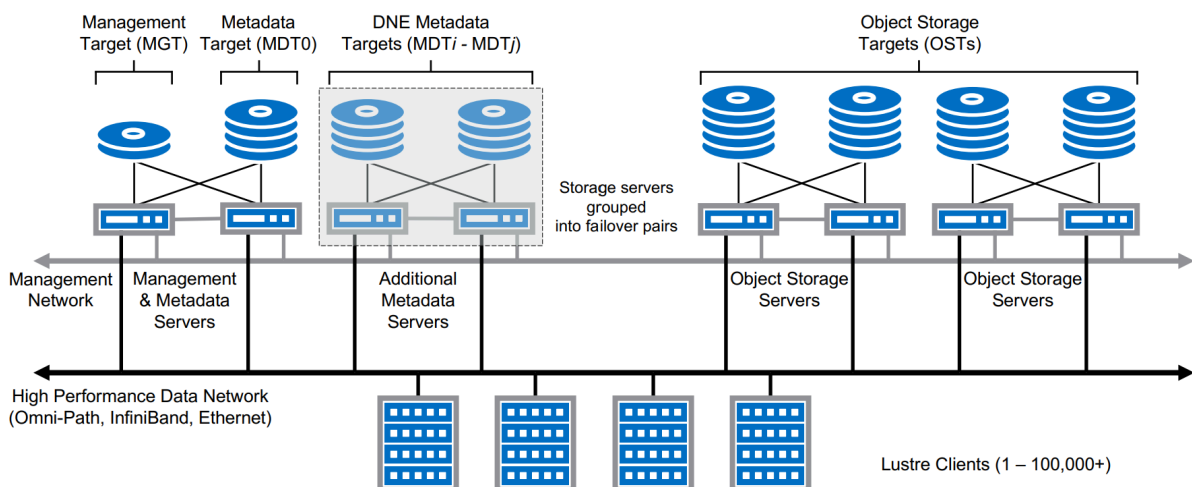 Management
Target (MGT)
Metadata
Target (MDT0)
DNE Metadata
Targets (MDTi - MDTj)
Object Storage
Targets (OSTs)
Storage servers
grouped
into failover pairs
Management
Network
Management
& Metadata
Servers
Additional
Metadata
Servers
Object Storage
Servers
Object Storage
Servers
High Performance Data Network
(Omni-Path, InfiniBand, Ethernet)
Lustre Clients (1 – 100,000+)